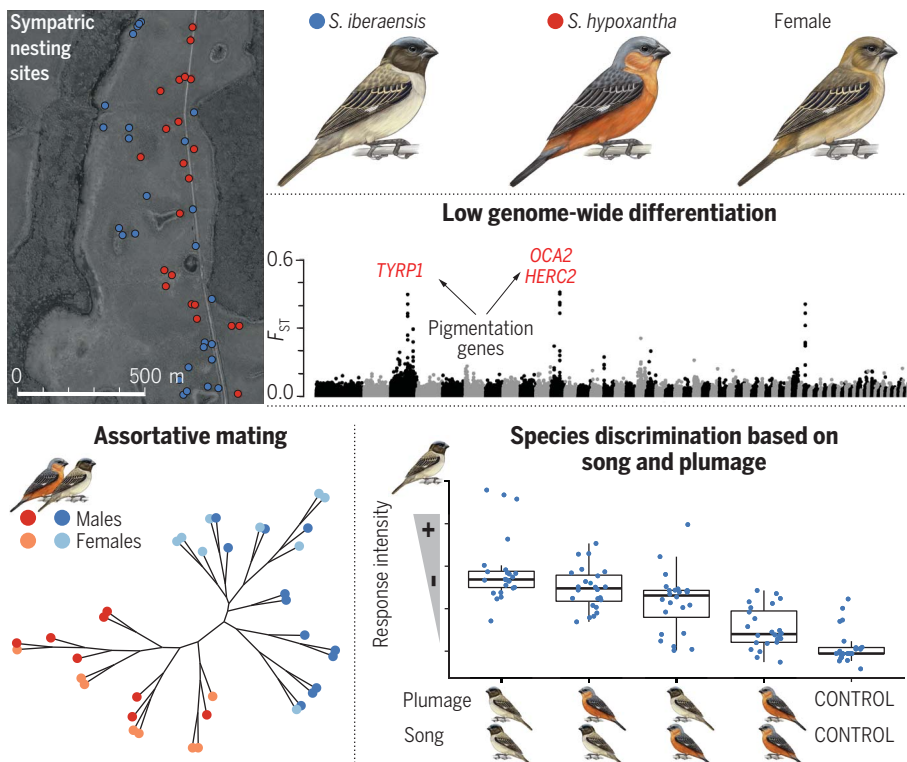 Sympatric
nesting
sites
0 500 m
S. iberaensis
S. hypoxantha
Female
Low genome-wide differentiation
0.6
FST
0.0
TYRP1
OCA2
HERC2
Pigmentation
genes
Assortative mating
Males
Females
Species discrimination based on
song and plumage
Response intensity
+
-
Plumage CONTROL
Song CONTROL